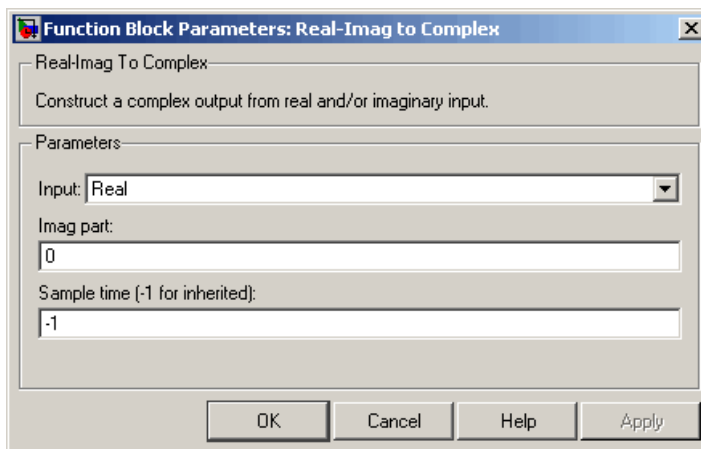 Function Block Parameters: Real-Imag to Complex
Real-Imag To Complex
Construct a complex output from real and/or imaginary input.
Parameters
Input: Real
Imag part:
0
Sample time (-1 for inherited):
-1
OK Cancel Help Apply